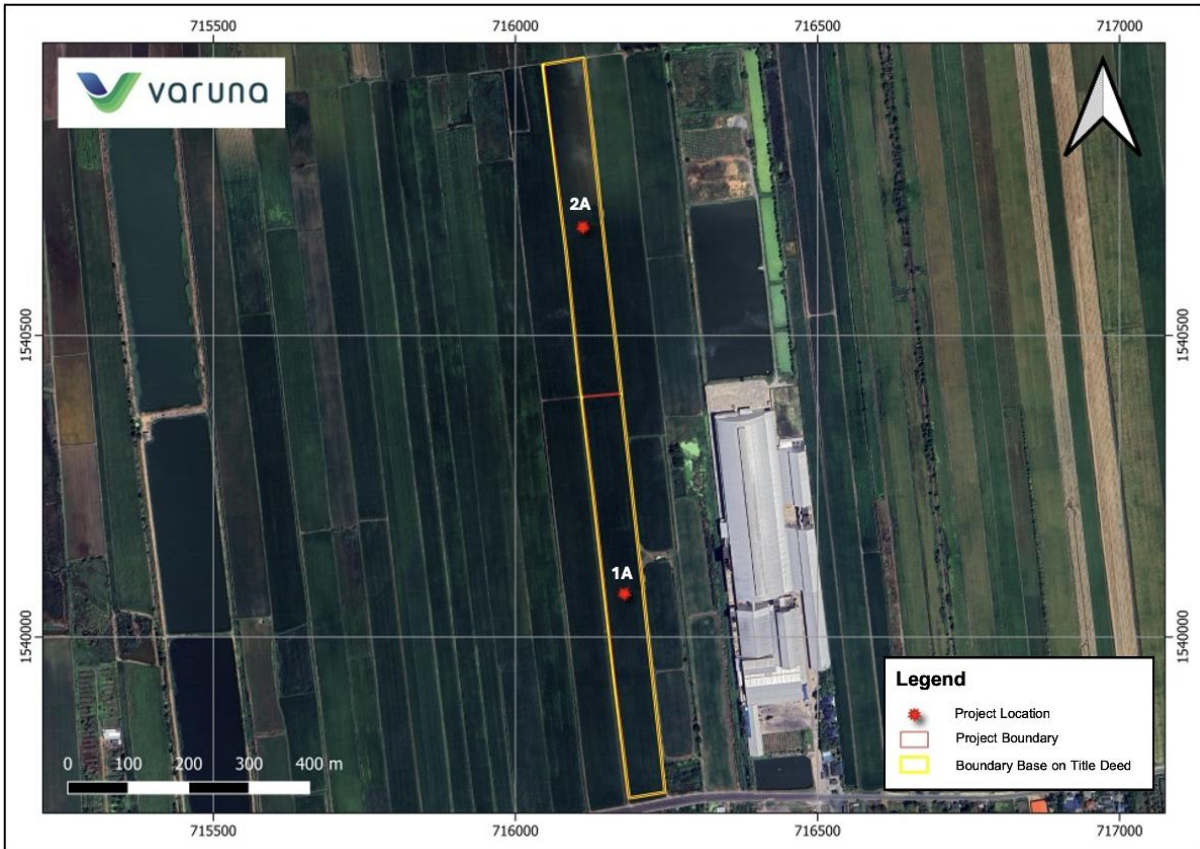 715500 716000 716500 717000
varuna
2A
1540500 1540500
1A
1540000 1540000
Legend
Project Location
Project Boundary
Boundary Base on Title Deed
0 100 200 300 400 m
715500 716000 716500 717000